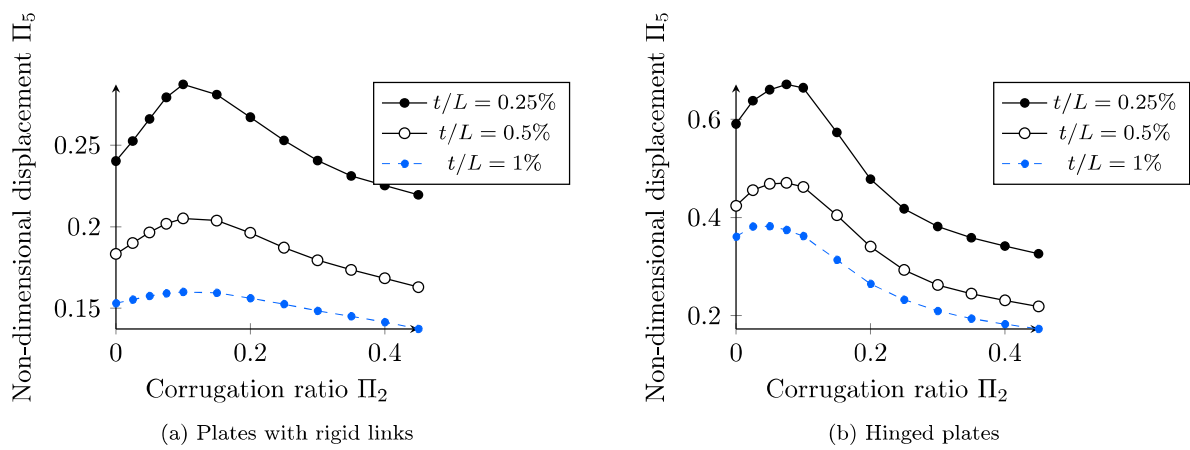 Non-dimensional displacement Π₅
0.25
0.2
0.15
0
0.2
0.4
Corrugation ratio Π₂
t/L = 0.25%
t/L = 0.5%
t/L = 1%
(a) Plates with rigid links
Non-dimensional displacement Π₅
0.6
0.4
0.2
0
0.2
0.4
Corrugation ratio Π₂
t/L = 0.25%
t/L = 0.5%
t/L = 1%
(b) Hinged plates